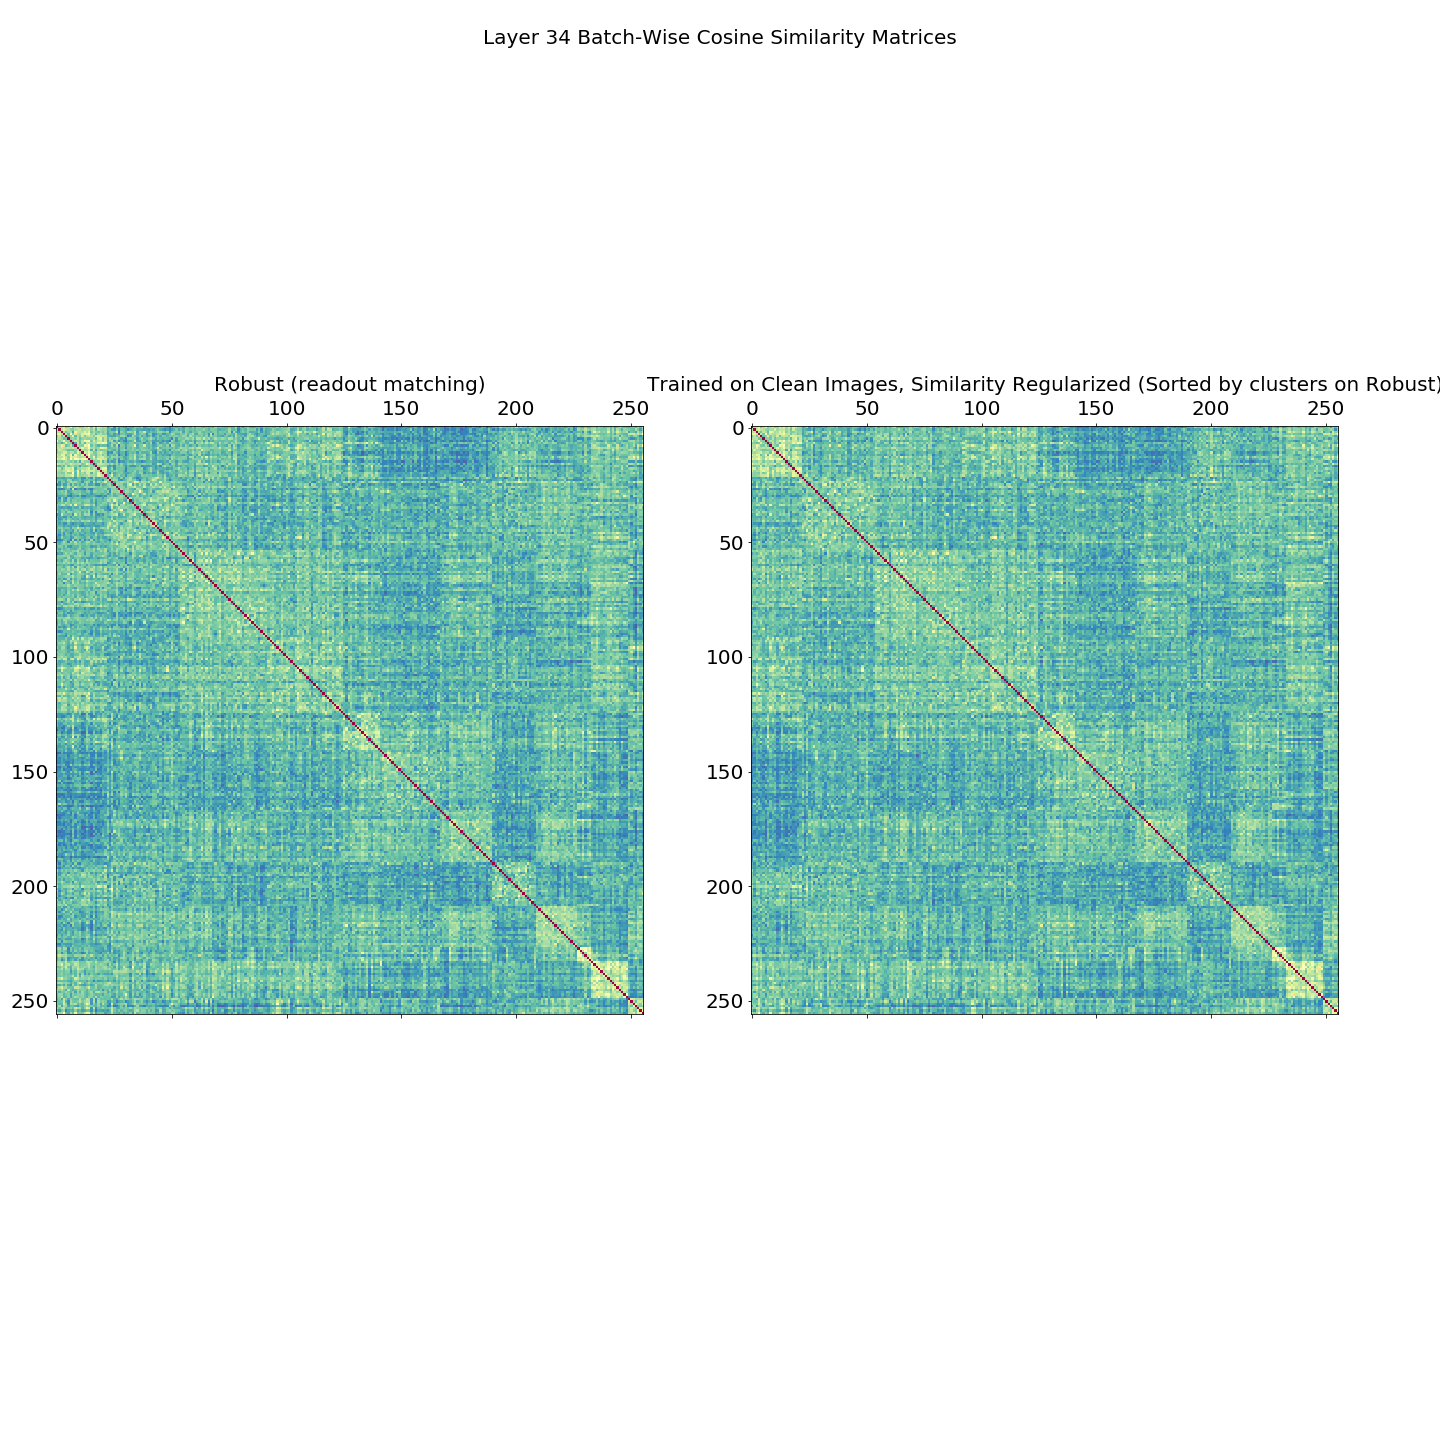 Layer 34 Batch-Wise Cosine Similarity Matrices
Robust (readout matching)
Trained on Clean Images, Similarity Regularized (Sorted by clusters on Robust)
0 50 100 150 200 250
0 50 100 150 200 250
0
50
100
150
200
250
0
50
100
150
200
250